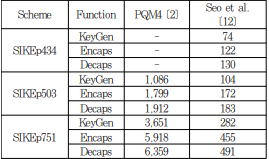 Scheme Function PQM4 [2] Seo et al. [12]
SIKEp434 KeyGen - 74
Encaps - 122
Decaps - 130
SIKEp503 KeyGen 1,086 104
Encaps 1,799 172
Decaps 1,912 183
SIKEp751 KeyGen 3,651 282
Encaps 5,918 455
Decaps 6,359 491